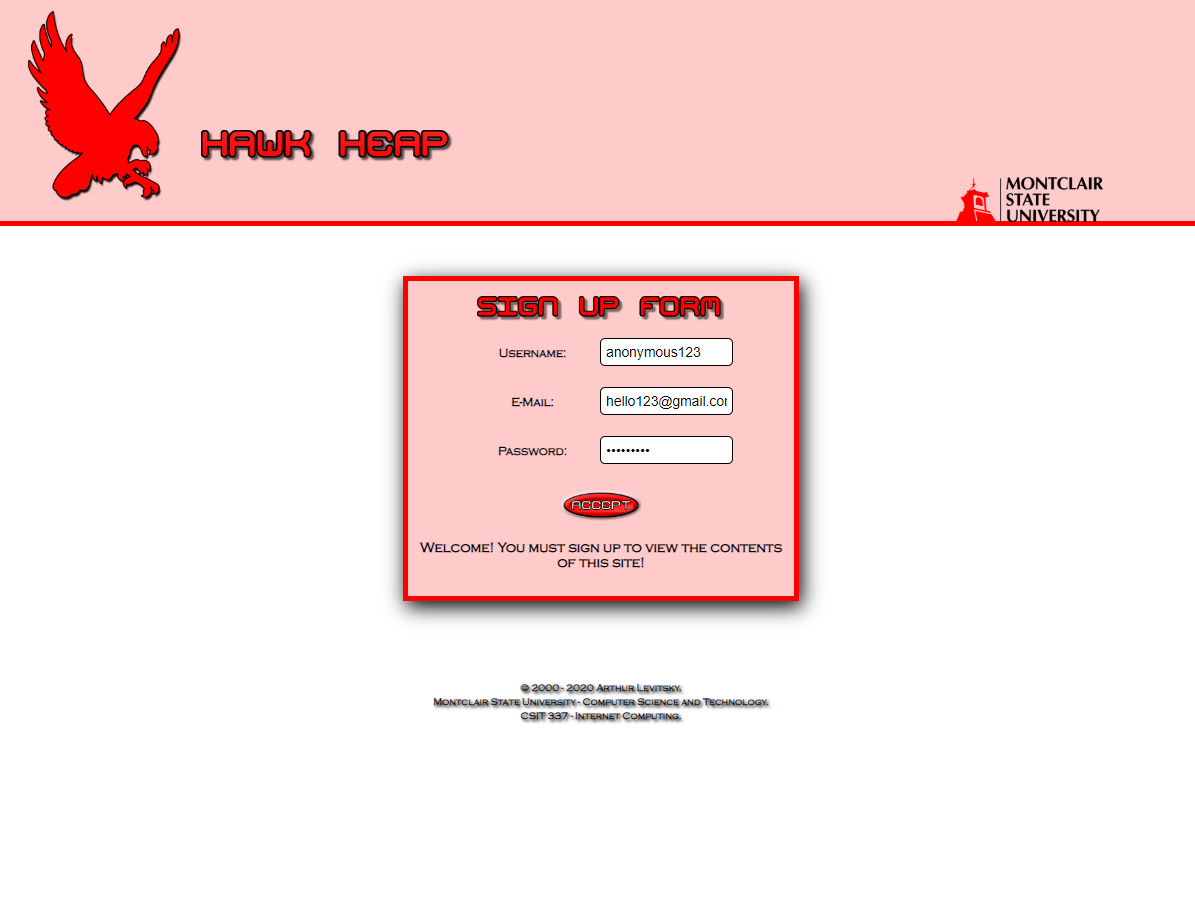 HAWK HEAP
MONTCLAIR
STATE
UNIVERSITY
SIGN UP FORM
Username: anonymous123
E-Mail: hello123@gmail.con
Password: •••••••••
ACCEPT
Welcome! You must sign up to view the contents
of this site!
© 2000 - 2020 Arthur Levitsky.
Montclair State University - Computer Science and Technology.
CSIT 337 - Internet Computing.